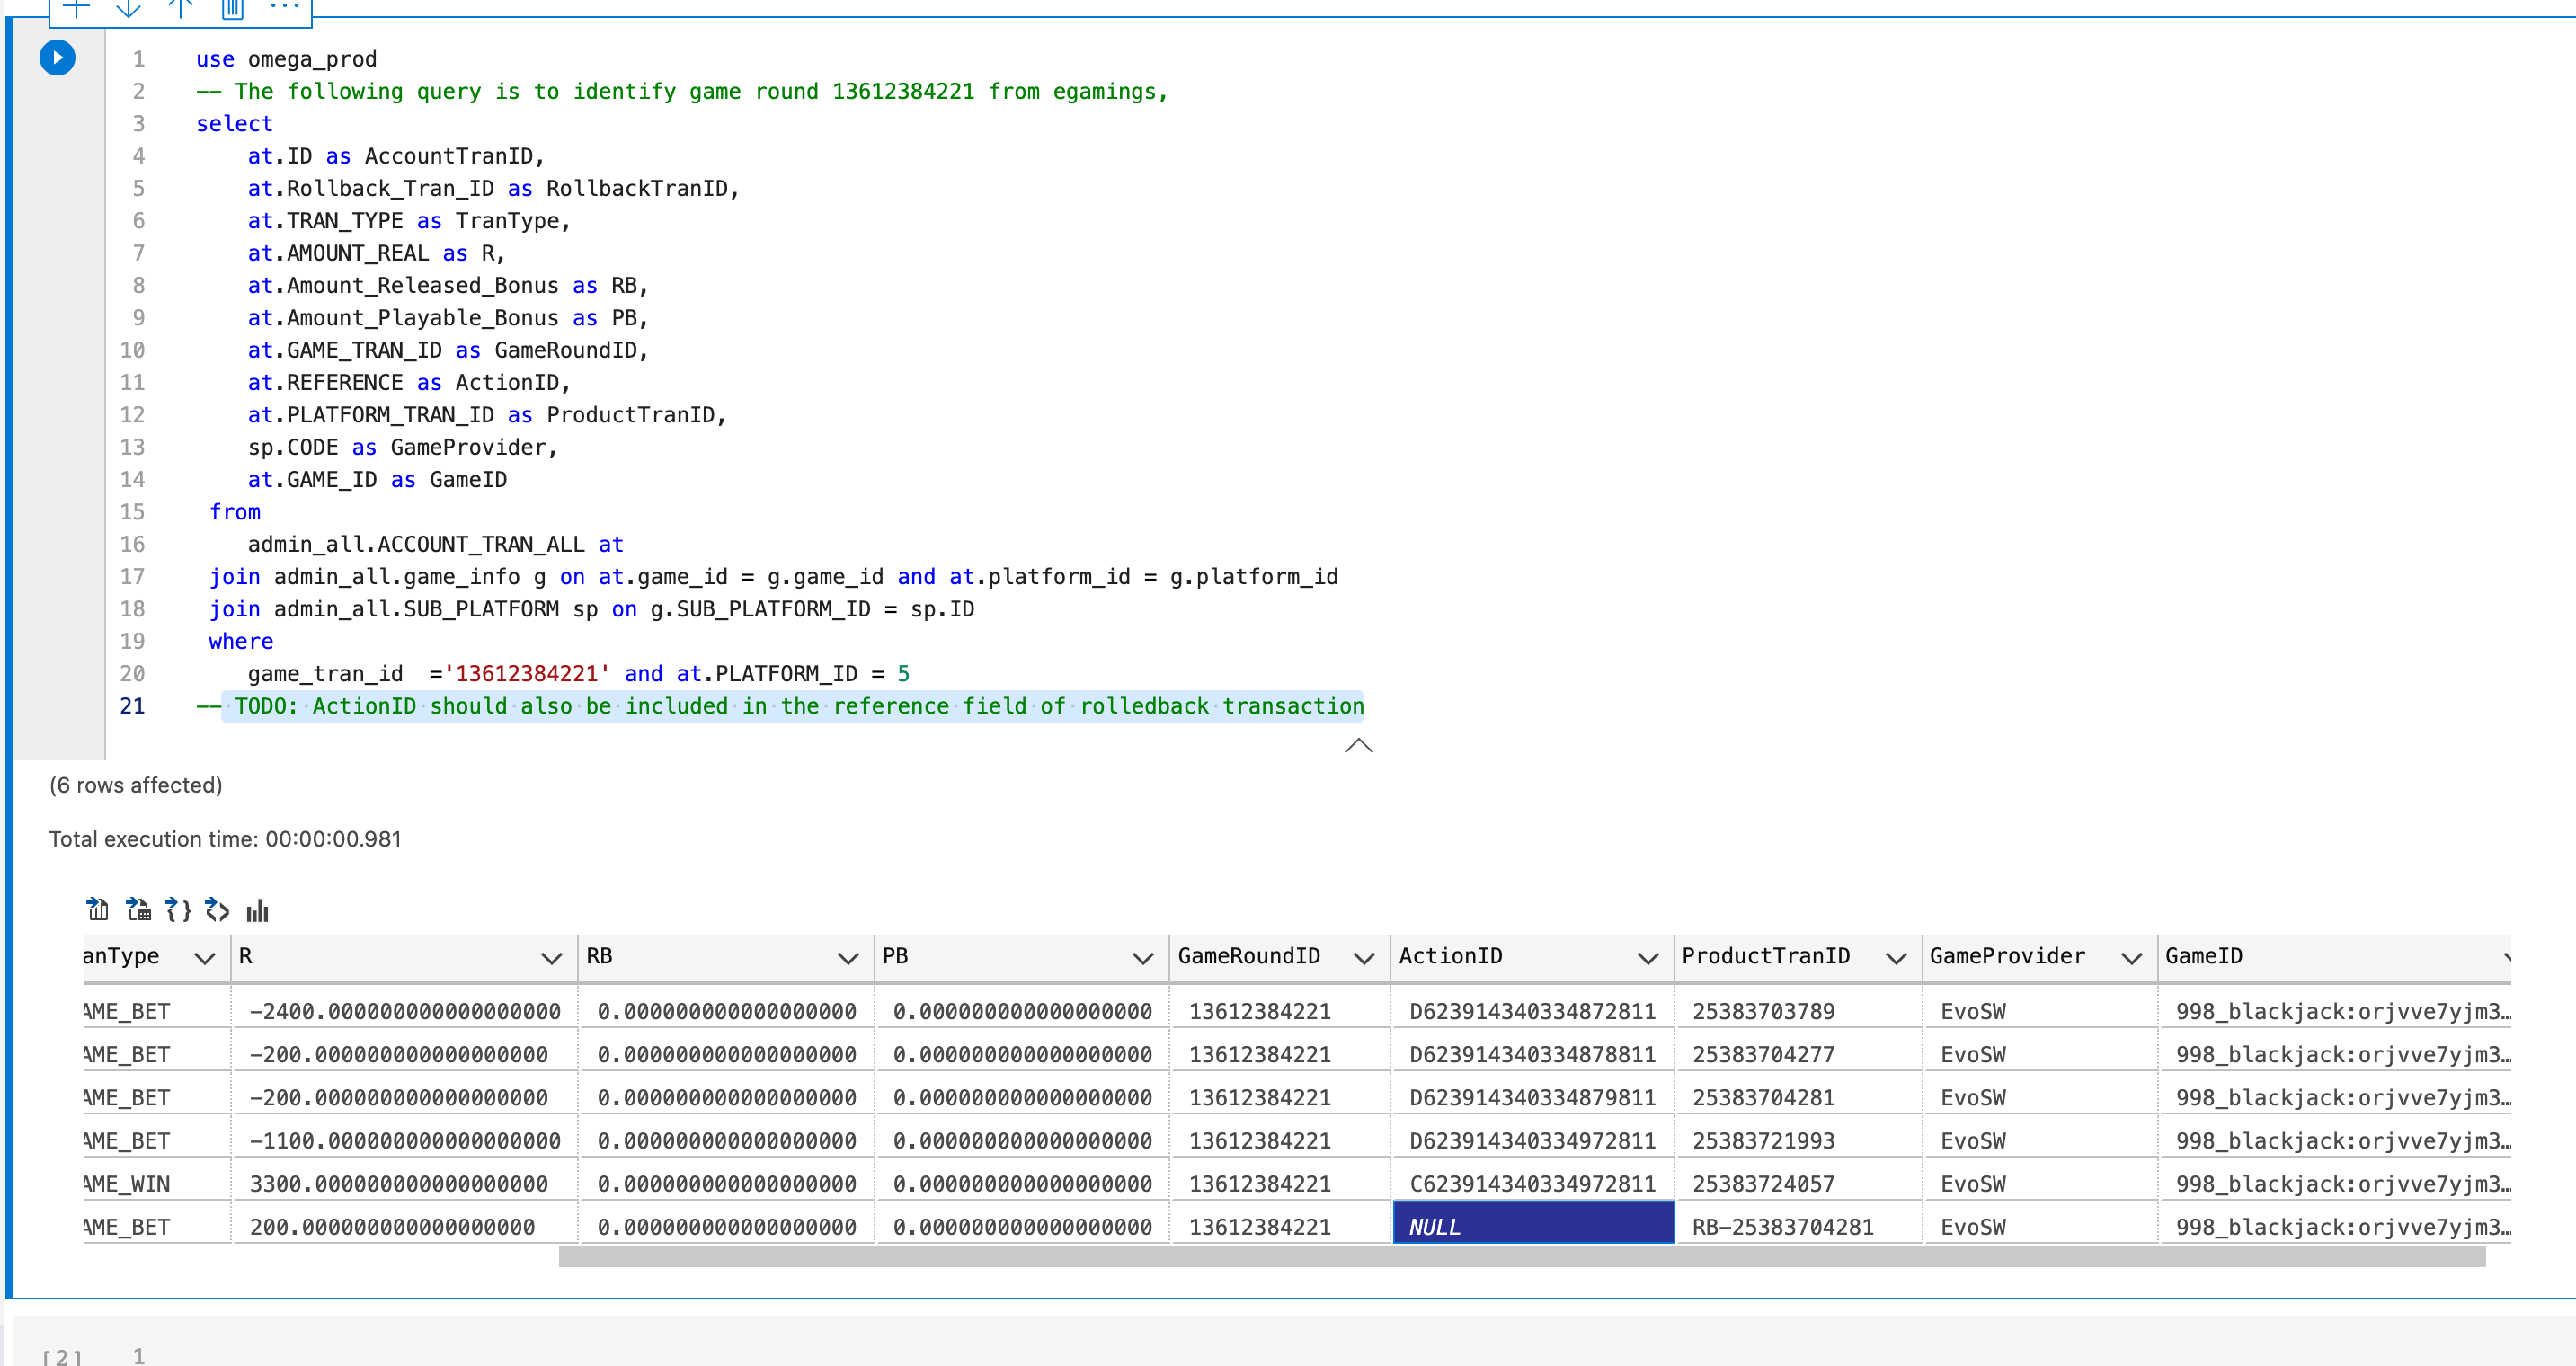 1 use omega_prod
2 -- The following query is to identify game round 13612384221 from egamings,
3 select
4 at.ID as AccountTranID,
5 at.Rollback_Tran_ID as RollbackTranID,
6 at.TRAN_TYPE as TranType,
7 at.AMOUNT_REAL as R,
8 at.Amount_Released_Bonus as RB,
9 at.Amount_Playable_Bonus as PB,
10 at.GAME_TRAN_ID as GameRoundID,
11 at.REFERENCE as ActionID,
12 at.PLATFORM_TRAN_ID as ProductTranID,
13 sp.CODE as GameProvider,
14 at.GAME_ID as GameID
15 from
16 admin_all.ACCOUNT_TRAN_ALL at
17 join admin_all.game_info g on at.game_id = g.game_id and at.platform_id = g.platform_id
18 join admin_all.SUB_PLATFORM sp on g.SUB_PLATFORM_ID = sp.ID
19 where
20 game_tran_id ='13612384221' and at.PLATFORM_ID = 5
21 -- TODO: ActionID should also be included in the reference field of rolledback transaction
(6 rows affected)
Total execution time: 00:00:00.981
anType R RB PB GameRoundID ActionID ProductTranID GameProvider GameID
AME_BET -2400.000000000000000000 0.000000000000000000 0.000000000000000000 13612384221 D623914340334872811 25383703789 EvoSW 998_blackjack:orjvve7yjm3…
AME_BET -200.000000000000000000 0.000000000000000000 0.000000000000000000 13612384221 D623914340334878811 25383704277 EvoSW 998_blackjack:orjvve7yjm3…
AME_BET -200.000000000000000000 0.000000000000000000 0.000000000000000000 13612384221 D623914340334879811 25383704281 EvoSW 998_blackjack:orjvve7yjm3…
AME_BET -1100.000000000000000000 0.000000000000000000 0.000000000000000000 13612384221 D623914340334972811 25383721993 EvoSW 998_blackjack:orjvve7yjm3…
AME_WIN 3300.000000000000000000 0.000000000000000000 0.000000000000000000 13612384221 C623914340334972811 25383724057 EvoSW 998_blackjack:orjvve7yjm3…
AME_BET 200.000000000000000000 0.000000000000000000 0.000000000000000000 13612384221 NULL RB-25383704281 EvoSW 998_blackjack:orjvve7yjm3…
[2] 1